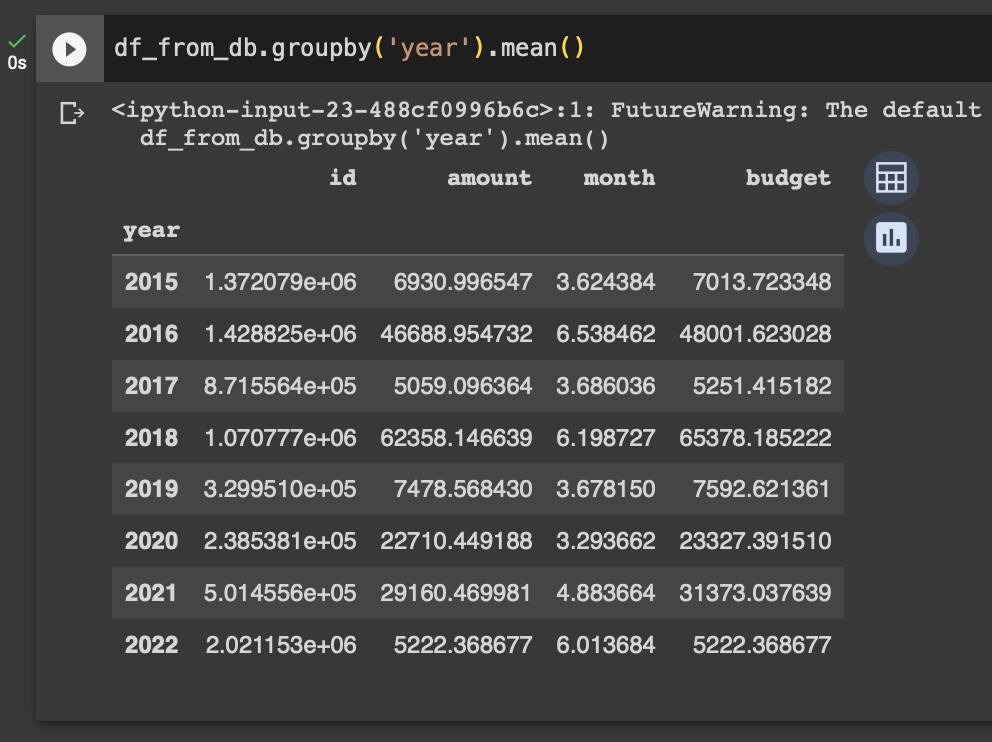 df_from_db.groupby('year').mean()
0s
<ipython-input-23-488cf0996b6c>:1: FutureWarning: The default
df_from_db.groupby('year').mean()
id amount month budget
year
2015 1.372079e+06 6930.996547 3.624384 7013.723348
2016 1.428825e+06 46688.954732 6.538462 48001.623028
2017 8.715564e+05 5059.096364 3.686036 5251.415182
2018 1.070777e+06 62358.146639 6.198727 65378.185222
2019 3.299510e+05 7478.568430 3.678150 7592.621361
2020 2.385381e+05 22710.449188 3.293662 23327.391510
2021 5.014556e+05 29160.469981 4.883664 31373.037639
2022 2.021153e+06 5222.368677 6.013684 5222.368677